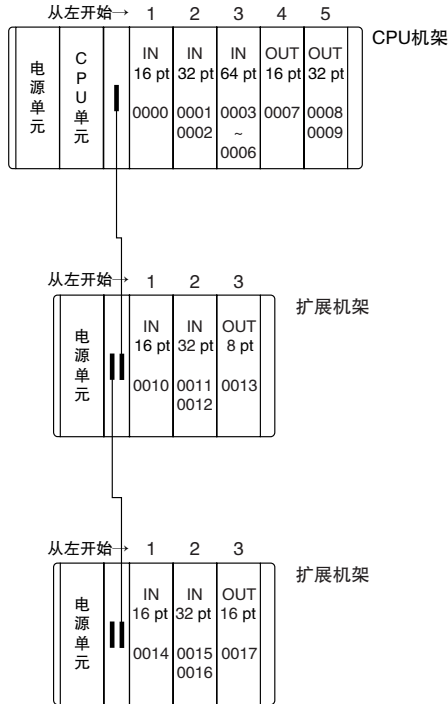 从左开始→ 1 2 3 4 5
CPU机架
电源单元
CPU单元
IN 16 pt 0000
IN 32 pt 0001 0002
IN 64 pt 0003 ~ 0006
OUT 16 pt 0007
OUT 32 pt 0008 0009
从左开始→ 1 2 3
扩展机架
电源单元
IN 16 pt 0010
IN 32 pt 0011 0012
OUT 8 pt 0013
从左开始→ 1 2 3
扩展机架
电源单元
IN 16 pt 0014
IN 32 pt 0015 0016
OUT 16 pt 0017